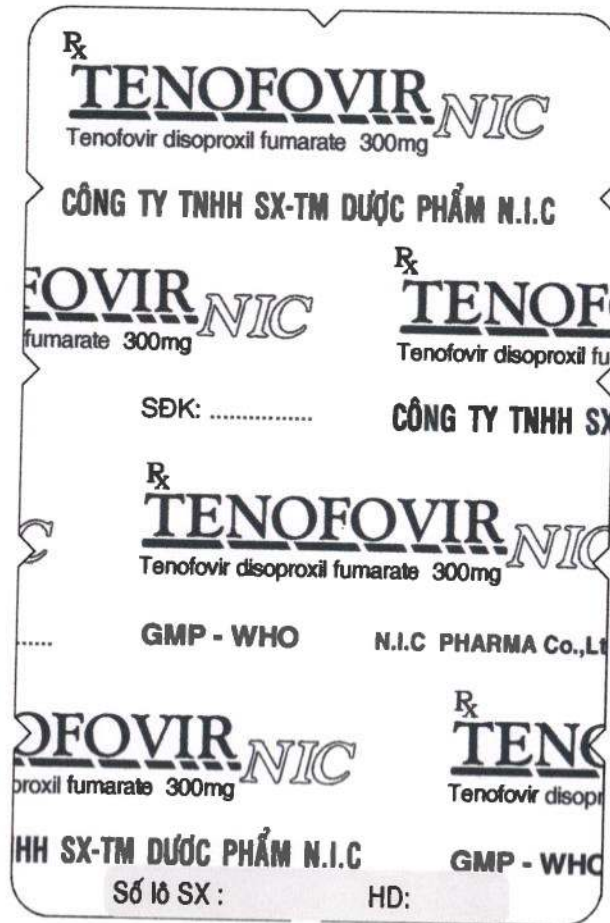 Rx
TENOFOVIR NIC
Tenofovir disoproxil fumarate 300mg
CÔNG TY TNHH SX-TM DƯỢC PHẨM N.I.C
FOVIR NIC
fumarate 300mg
Rx
TENOF
Tenofovir disoproxil fu
SĐK: ................
CÔNG TY TNHH SX
Rx
C TENOFOVIR NIC
Tenofovir disoproxil fumarate 300mg
...... GMP - WHO N.I.C PHARMA Co.,Lt
OFOVIR NIC
proxil fumarate 300mg
Rx
TENO
Tenofovir disopr
HH SX-TM DƯỢC PHẨM N.I.C
GMP - WHO
Số lô SX : HD: